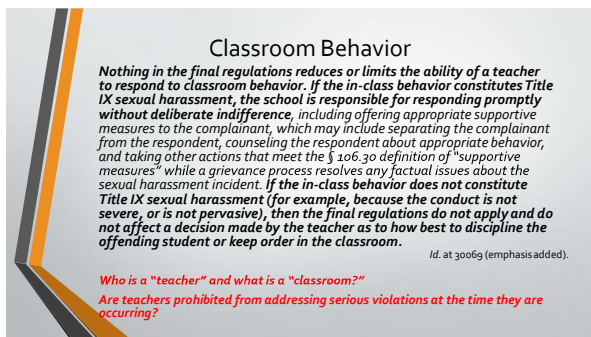 Classroom Behavior
Nothing in the final regulations reduces or limits the ability of a teacher
to respond to classroom behavior. If the in-class behavior constitutes Title
IX sexual harassment, the school is responsible for responding promptly
without deliberate indifference, including offering appropriate supportive
measures to the complainant, which may include separating the complainant
from the respondent, counseling the respondent about appropriate behavior,
and taking other actions that meet the § 106.30 definition of “supportive
measures” while a grievance process resolves any factual issues about the
sexual harassment incident. If the in-class behavior does not constitute
Title IX sexual harassment (for example, because the conduct is not
severe, or is not pervasive), then the final regulations do not apply and do
not affect a decision made by the teacher as to how best to discipline the
offending student or keep order in the classroom.
Id. at 30069 (emphasis added).
Who is a “teacher” and what is a “classroom?”
Are teachers prohibited from addressing serious violations at the time they are
occurring?